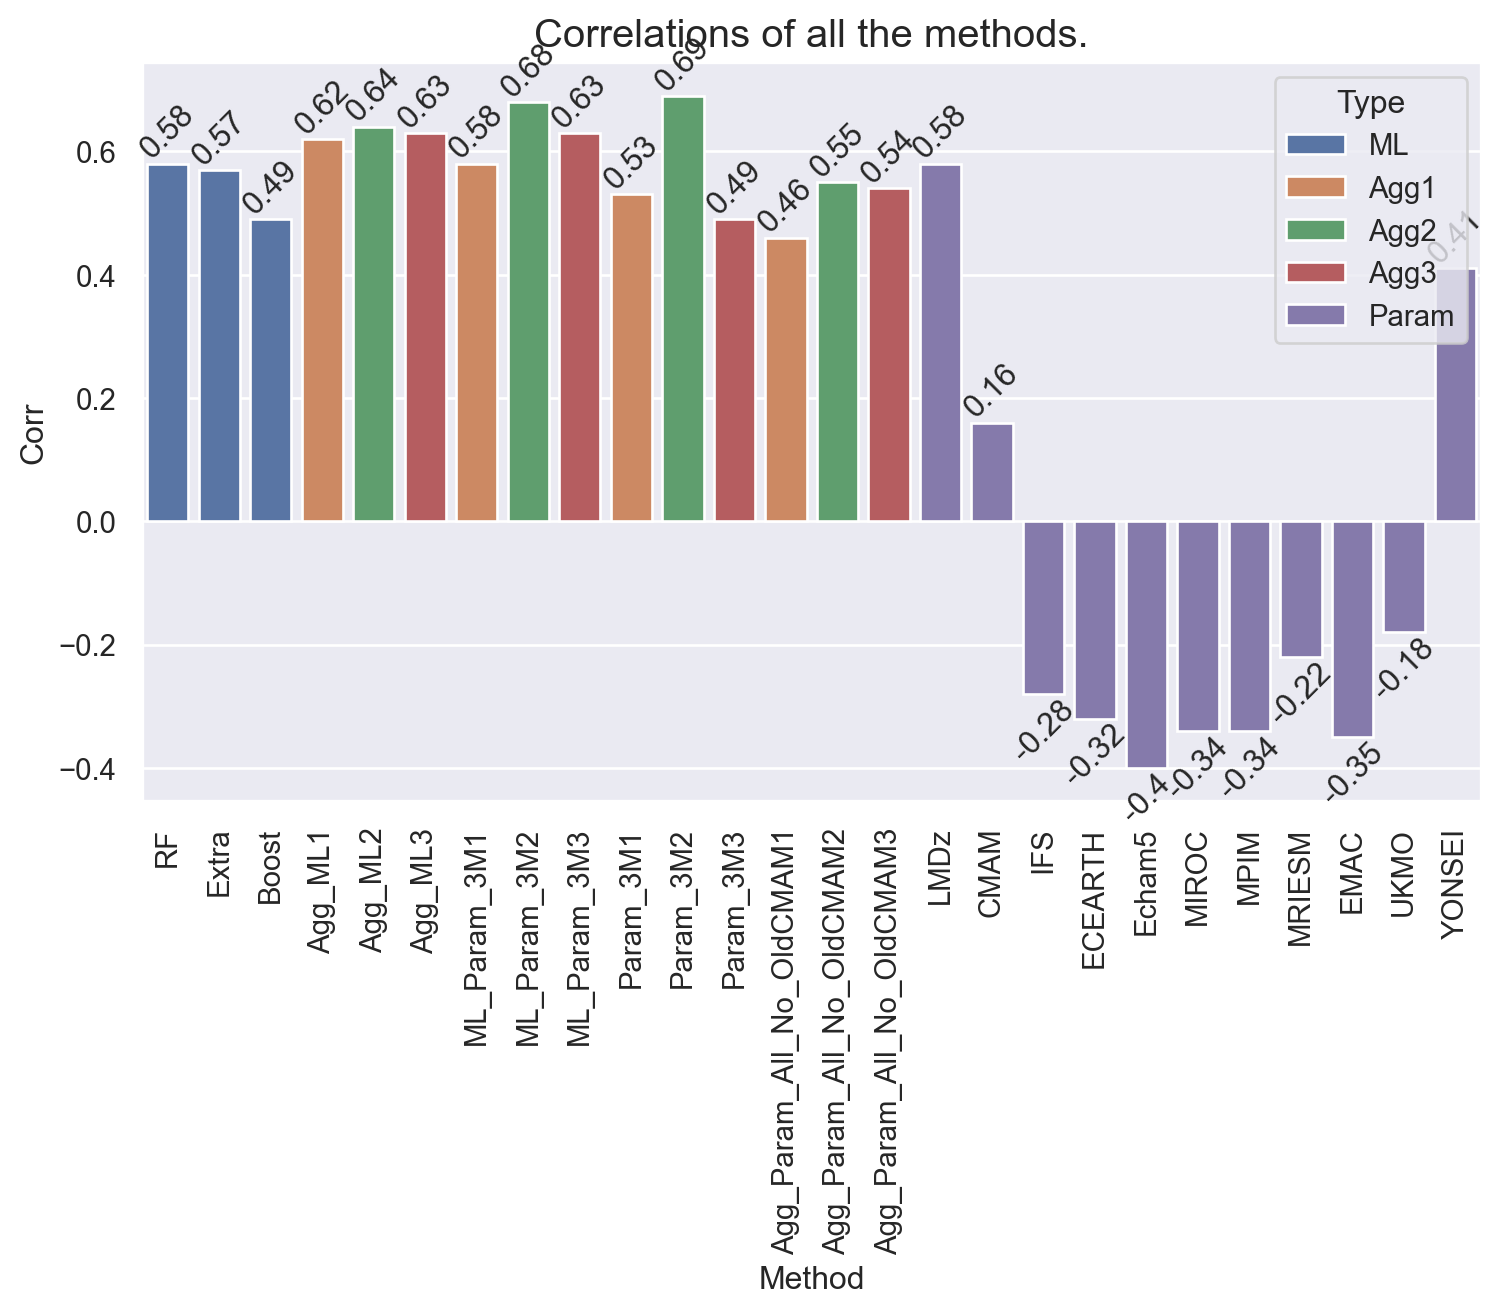 Correlations of all the methods.
0.58
0.57
0.49
0.62
0.64
0.63
0.58
0.68
0.63
0.53
0.69
0.49
0.46
0.55
0.54
0.58
0.16
-0.28
-0.32
-0.4
-0.34
-0.34
-0.22
-0.35
-0.18
0.41
Type
ML
Agg1
Agg2
Agg3
Param
Corr
0.6
0.4
0.2
0.0
−0.2
−0.4
RF
Extra
Boost
Agg_ML1
Agg_ML2
Agg_ML3
ML_Param_3M1
ML_Param_3M2
ML_Param_3M3
Param_3M1
Param_3M2
Param_3M3
Agg_Param_All_No_OldCMAM1
Agg_Param_All_No_OldCMAM2
Agg_Param_All_No_OldCMAM3
LMDz
CMAM
IFS
ECEARTH
Echam5
MIROC
MPIM
MRIESM
EMAC
UKMO
YONSEI
Method